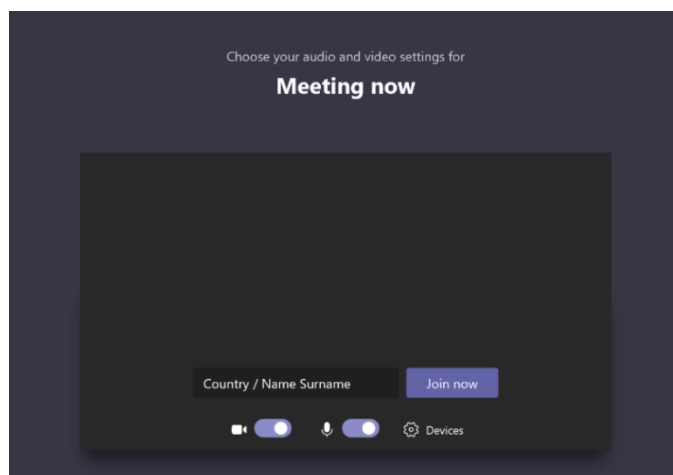 Choose your audio and video settings for
Meeting now
Country / Name Surname
Join now
Devices